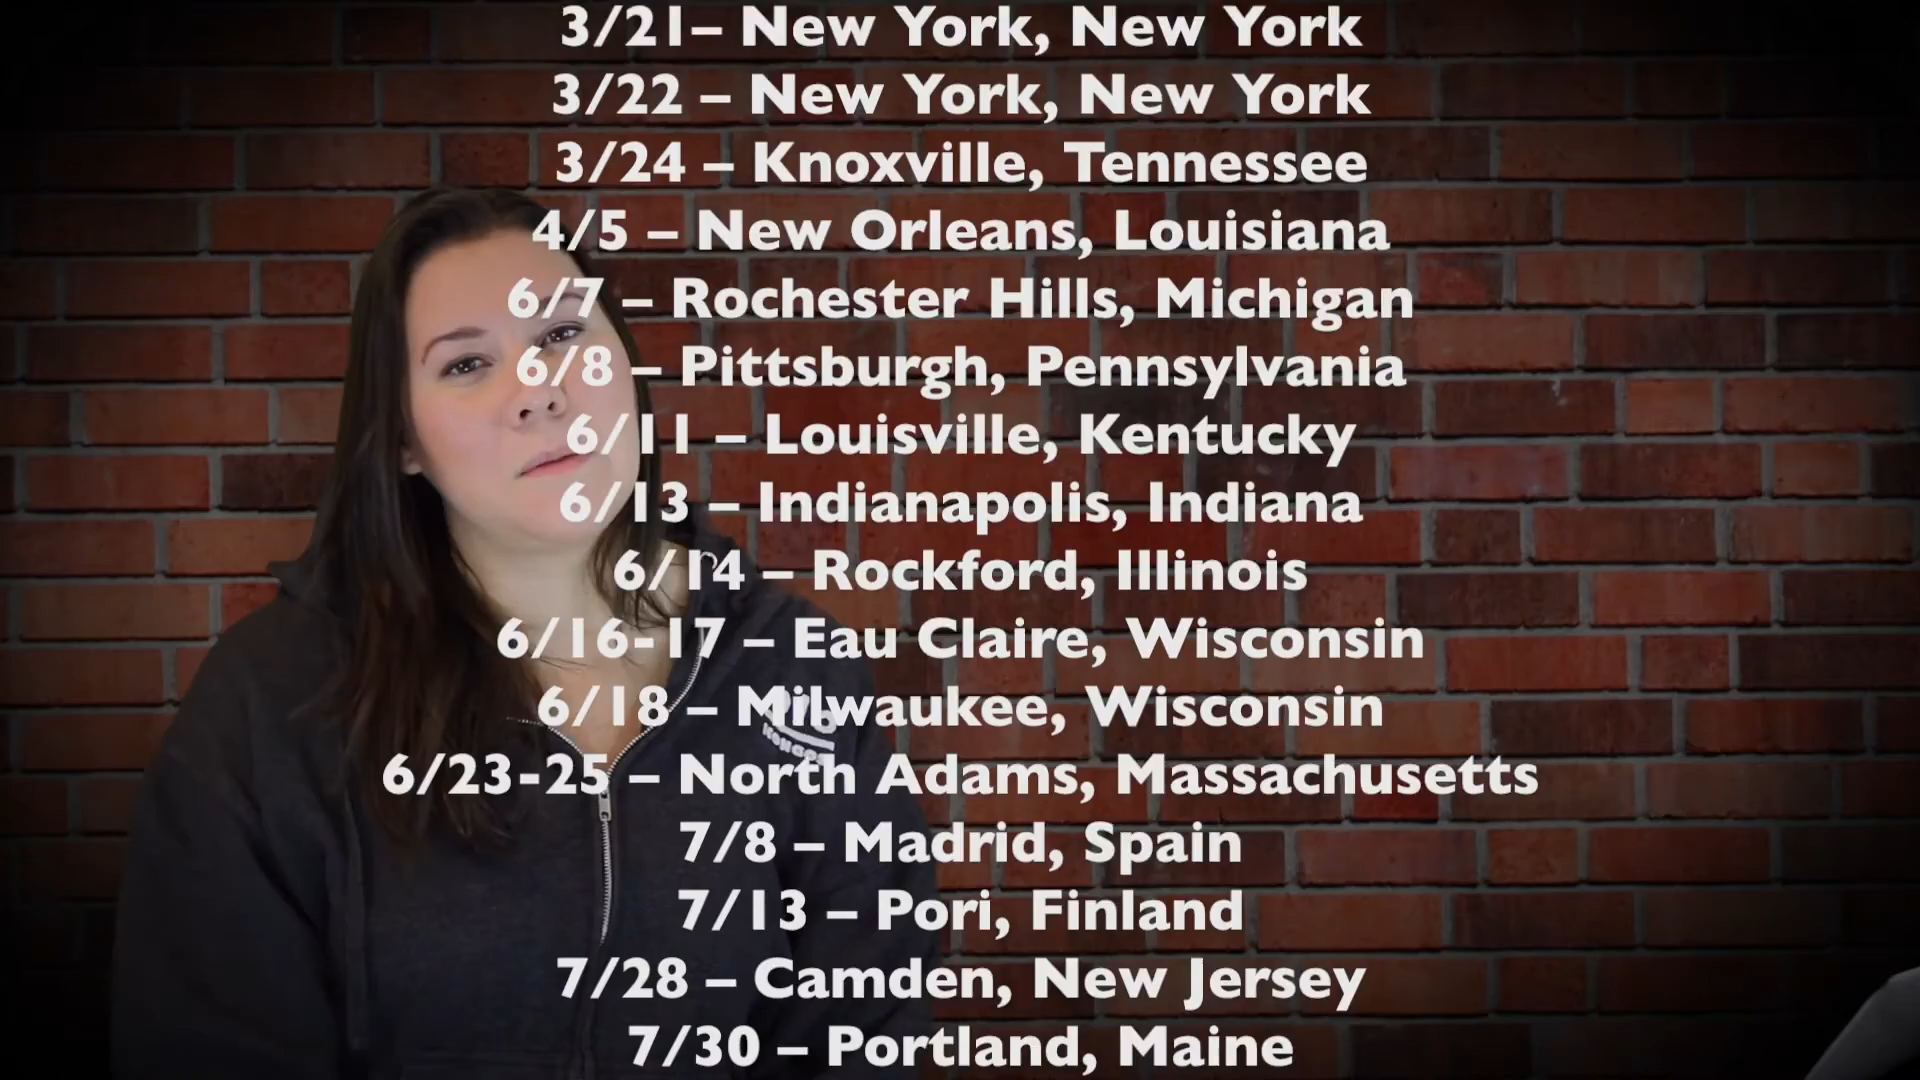 3/21– New York, New York
3/22 – New York, New York
3/24 – Knoxville, Tennessee
4/5 – New Orleans, Louisiana
6/7 – Rochester Hills, Michigan
6/8 – Pittsburgh, Pennsylvania
6/11 – Louisville, Kentucky
6/13 – Indianapolis, Indiana
6/14 – Rockford, Illinois
6/16-17 – Eau Claire, Wisconsin
6/18 – Milwaukee, Wisconsin
6/23-25 – North Adams, Massachusetts
7/8 – Madrid, Spain
7/13 – Pori, Finland
7/28 – Camden, New Jersey
7/30 – Portland, Maine